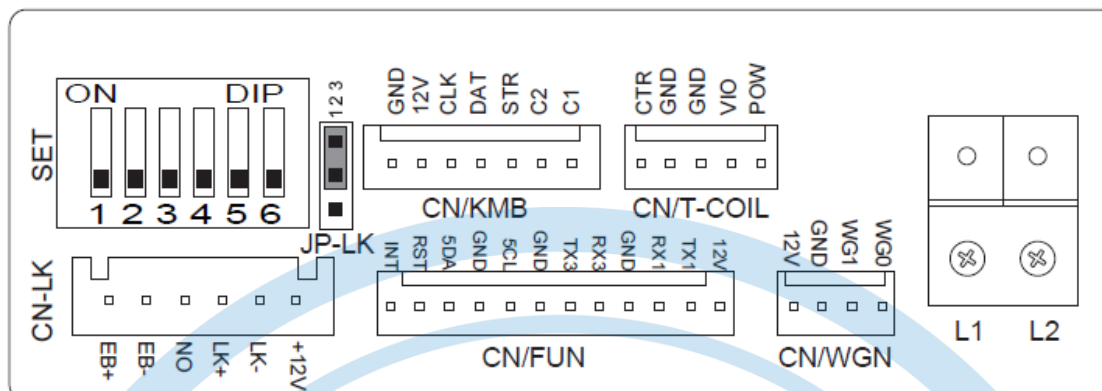 ON DIP
SET
1 2 3 4 5 6
1 2 3
JP-LK
GND 12V CLK DAT STR C2 C1
CN/KMB
CTR GND GND VIO POW
CN/T-COIL
CN-LK
EB+ EB- NO LK+ LK- +12V
INT RST 5DA GND 5CL GND TX3 RX3 GND RX1 TX1 12V
CN/FUN
12V GND WG1 WG0
CN/WGN
L1 L2